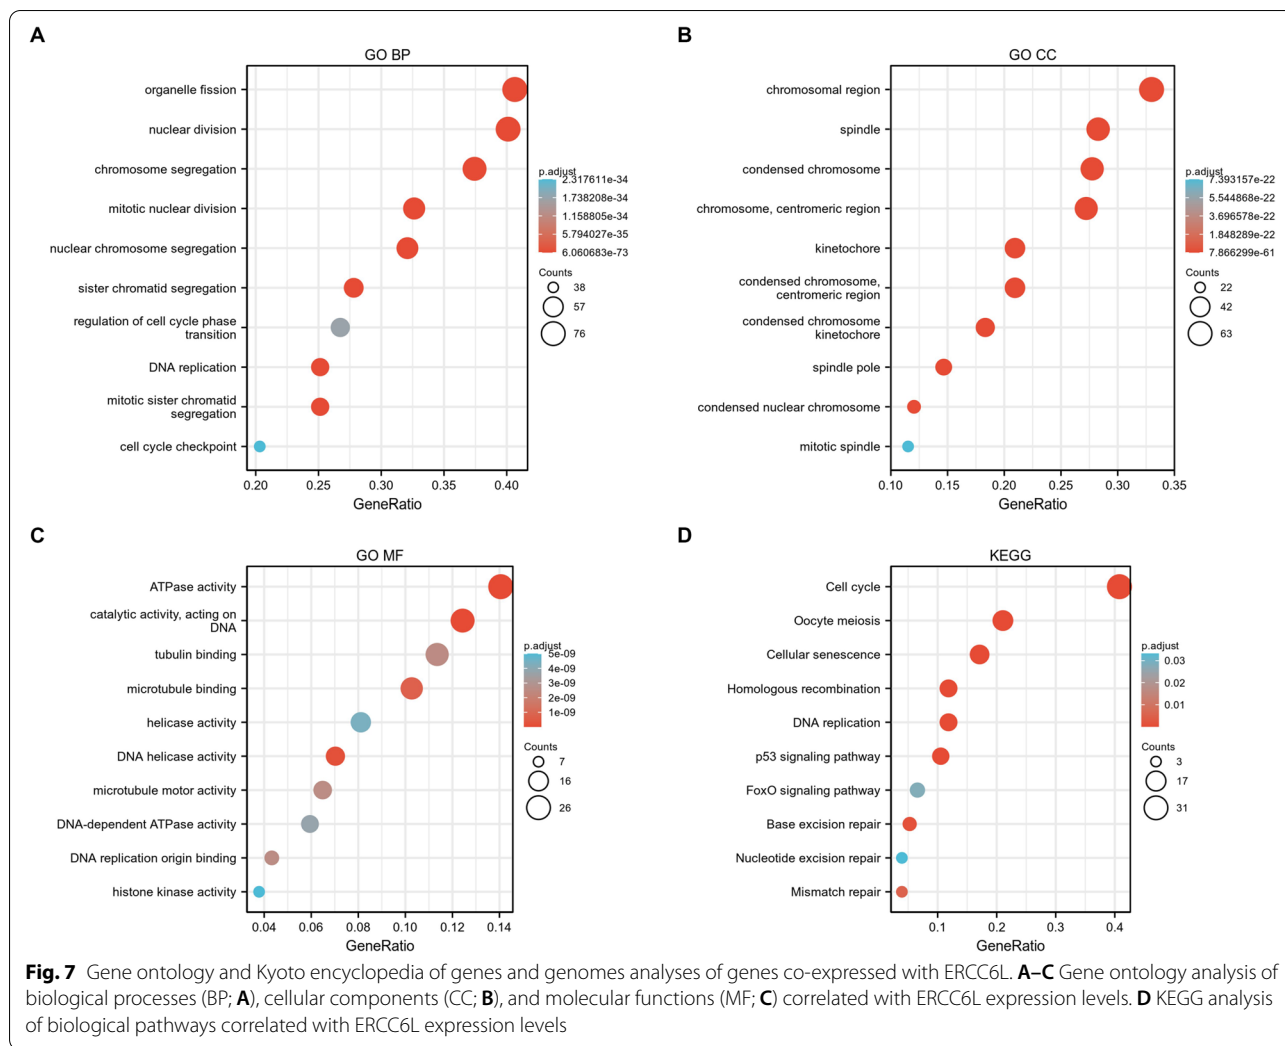 A
GO BP
organelle fission
nuclear division
chromosome segregation
mitotic nuclear division
nuclear chromosome segregation
sister chromatid segregation
regulation of cell cycle phase
transition
DNA replication
mitotic sister chromatid
segregation
cell cycle checkpoint
0.20 0.25 0.30 0.35 0.40
GeneRatio
p.adjust
2.317611e-34
1.738208e-34
1.158805e-34
5.794027e-35
6.060683e-73
Counts
38
57
76
B
GO CC
chromosomal region
spindle
condensed chromosome
chromosome, centromeric region
kinetochore
condensed chromosome,
centromeric region
condensed chromosome
kinetochore
spindle pole
condensed nuclear chromosome
mitotic spindle
0.10 0.15 0.20 0.25 0.30 0.35
GeneRatio
p.adjust
7.393157e-22
5.544868e-22
3.696578e-22
1.848289e-22
7.866299e-61
Counts
22
42
63
C
GO MF
ATPase activity
catalytic activity, acting on
DNA
tubulin binding
microtubule binding
helicase activity
DNA helicase activity
microtubule motor activity
DNA-dependent ATPase activity
DNA replication origin binding
histone kinase activity
0.04 0.06 0.08 0.10 0.12 0.14
GeneRatio
p.adjust
5e-09
4e-09
3e-09
2e-09
1e-09
Counts
7
16
26
D
KEGG
Cell cycle
Oocyte meiosis
Cellular senescence
Homologous recombination
DNA replication
p53 signaling pathway
FoxO signaling pathway
Base excision repair
Nucleotide excision repair
Mismatch repair
0.1 0.2 0.3 0.4
GeneRatio
p.adjust
0.03
0.02
0.01
Counts
3
17
31
Fig. 7 Gene ontology and Kyoto encyclopedia of genes and genomes analyses of genes co-expressed with ERCC6L. A–C Gene ontology analysis of
biological processes (BP; A), cellular components (CC; B), and molecular functions (MF; C) correlated with ERCC6L expression levels. D KEGG analysis
of biological pathways correlated with ERCC6L expression levels